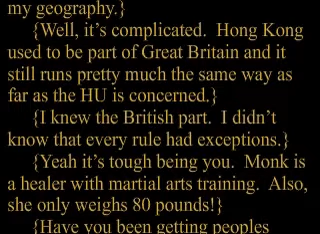 my geography.}
{Well, it's complicated.  Hong Kong
used to be part of Great Britain and it
still runs pretty much the same way as
far as the HU is concerned.}
{I knew the British part.  I didn't
know that every rule had exceptions.}
{Yeah it's tough being you.  Monk is
a healer with martial arts training.  Also,
she only weighs 80 pounds!}
{Have you been getting peoples